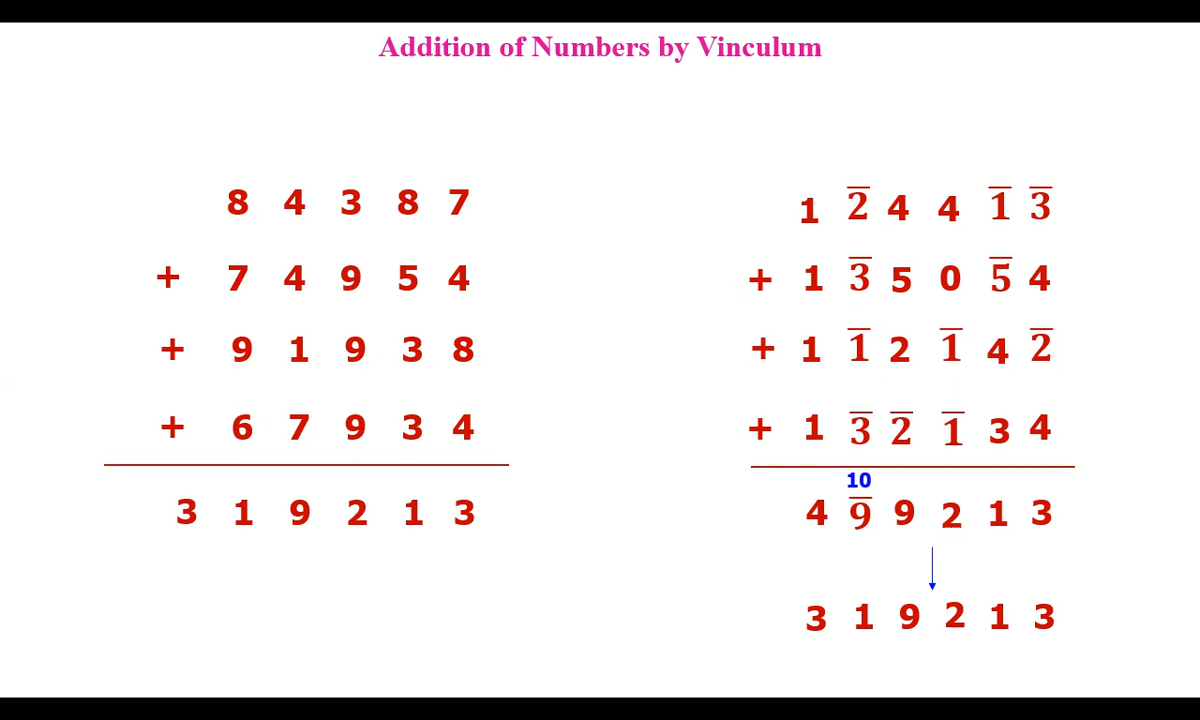 Addition of Numbers by Vinculum
8 4 3 8 7
+ 7 4 9 5 4
+ 9 1 9 3 8
+ 6 7 9 3 4
3 1 9 2 1 3
1 2̅ 4 4 1̅ 3̅
+ 1 3̅ 5 0 5̅ 4
+ 1 1̅ 2 1̅ 4 2̅
+ 1 3̅ 2̅ 1̅ 3 4
10
4 9̅ 9 2 1 3
3 1 9 2 1 3